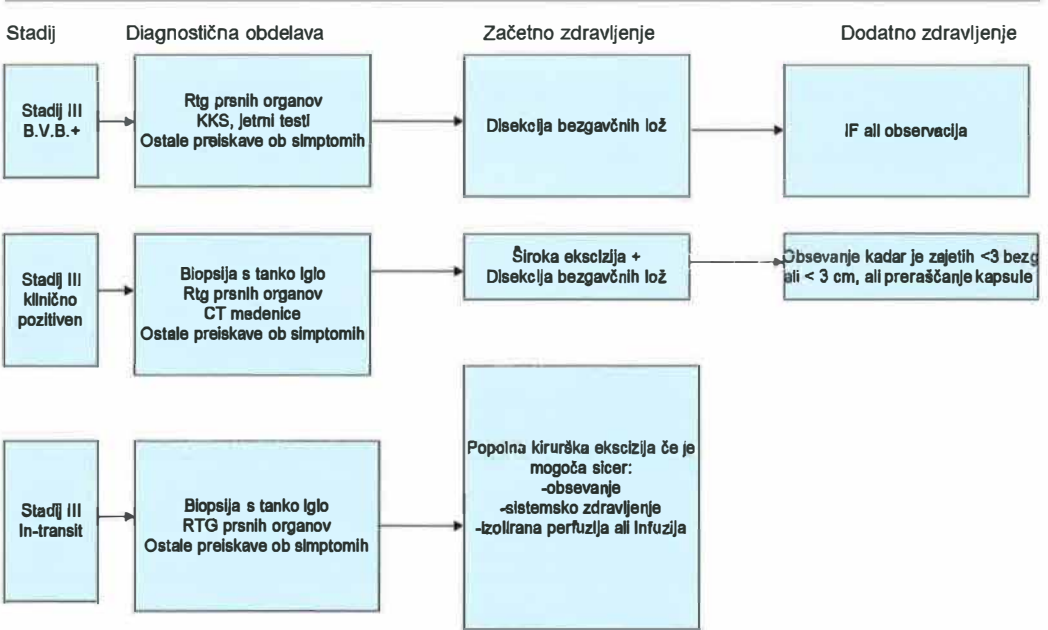 Stadij
Diagnostična obdelava
Začetno zdravljenje
Dodatno zdravljenje
Stadij III
B.V.B.+
Rtg prsnih organov
KKS, jetrni testi
Ostale preiskave ob simptomih
Disekcija bezgavčnih lož
IF ali observacija
Stadij III
klinično
pozitiven
Biopsija s tanko iglo
Rtg prsnih organov
CT medenice
Ostale preiskave ob simptomih
Široka ekscizija +
Disekcija bezgavčnih lož
Obsevanje kadar je zajetih <3 bezg
ali < 3 cm, ali preraščanje kapsule
Stadij III
In-transit
Biopsija s tanko iglo
RTG prsnih organov
Ostale preiskave ob simptomih
Popolna kirurška ekscizija če je
mogoča sicer:
-obsevanje
-sistemsko zdravljenje
-izolirana perfuzija ali infuzija